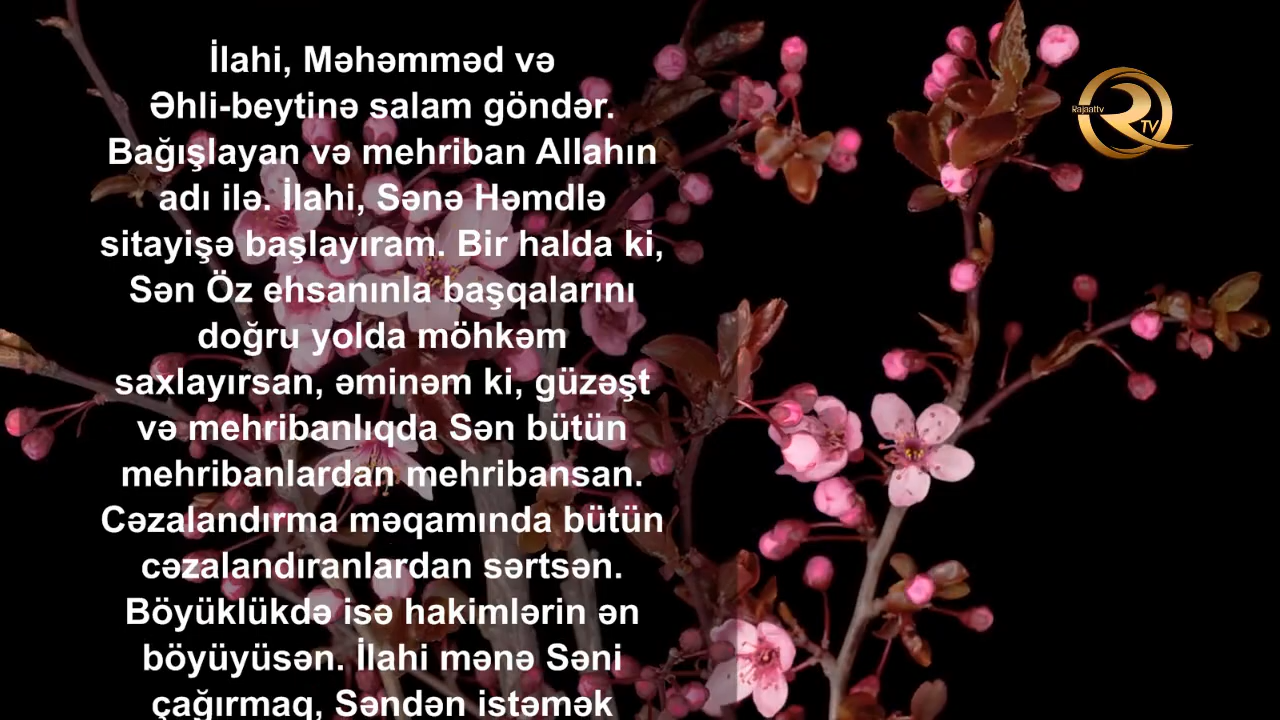 İlahi, Məhəmməd və
Əhli-beytinə salam göndər.
Bağışlayan və mehriban Allahın
adı ilə. İlahi, Sənə Həmdlə
sitayişə başlayıram. Bir halda ki,
Sən Öz ehsanınla başqalarını
doğru yolda möhkəm
saxlayırsan, əminəm ki, güzəşt
və mehribanlıqda Sən bütün
mehribanlardan mehribansan.
Cəzalandırma məqamında bütün
cəzalandıranlardan sərtsən.
Böyüklükdə isə hakimlərin ən
böyüyüsən. İlahi mənə Səni
çağırmaq, Səndən istəmək
Rajaattv
R TV